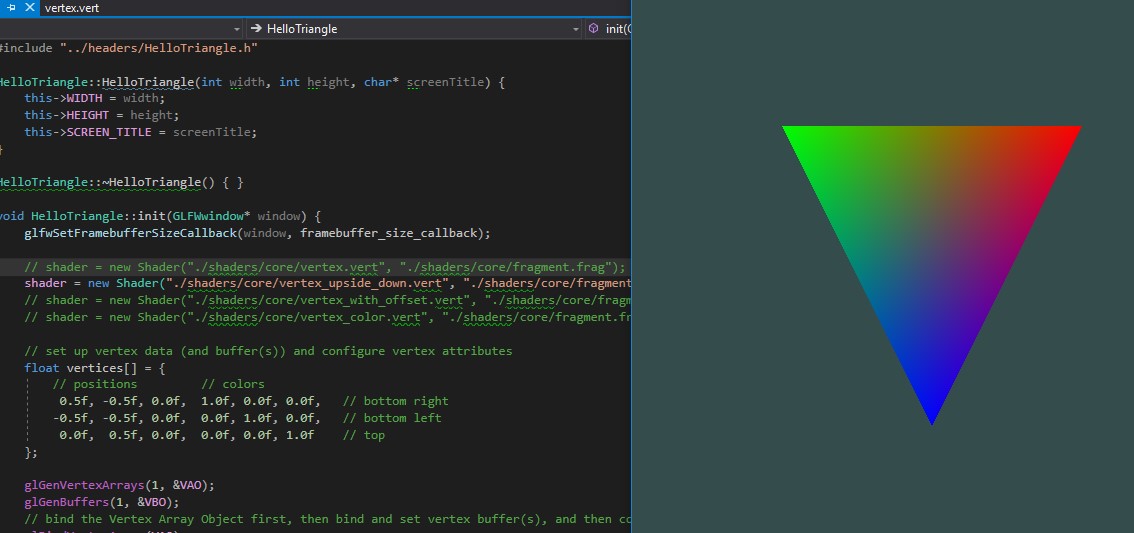 vertex.vert
HelloTriangle init(
#include "../headers/HelloTriangle.h"
HelloTriangle::HelloTriangle(int width, int height, char* screenTitle) {
this->WIDTH = width;
this->HEIGHT = height;
this->SCREEN_TITLE = screenTitle;
}
HelloTriangle::~HelloTriangle() { }
void HelloTriangle::init(GLFWwindow* window) {
glfwSetFramebufferSizeCallback(window, framebuffer_size_callback);
// shader = new Shader("./shaders/core/vertex.vert", "./shaders/core/fragment.frag");
shader = new Shader("./shaders/core/vertex_upside_down.vert", "./shaders/core/fragment
// shader = new Shader("./shaders/core/vertex_with_offset.vert", "./shaders/core/fragm
// shader = new Shader("./shaders/core/vertex_color.vert", "./shaders/core/fragment.fr
// set up vertex data (and buffer(s)) and configure vertex attributes
float vertices[] = {
// positions // colors
0.5f, -0.5f, 0.0f, 1.0f, 0.0f, 0.0f, // bottom right
-0.5f, -0.5f, 0.0f, 0.0f, 1.0f, 0.0f, // bottom left
0.0f, 0.5f, 0.0f, 0.0f, 0.0f, 1.0f // top
};
glGenVertexArrays(1, &VAO);
glGenBuffers(1, &VBO);
// bind the Vertex Array Object first, then bind and set vertex buffer(s), and then co